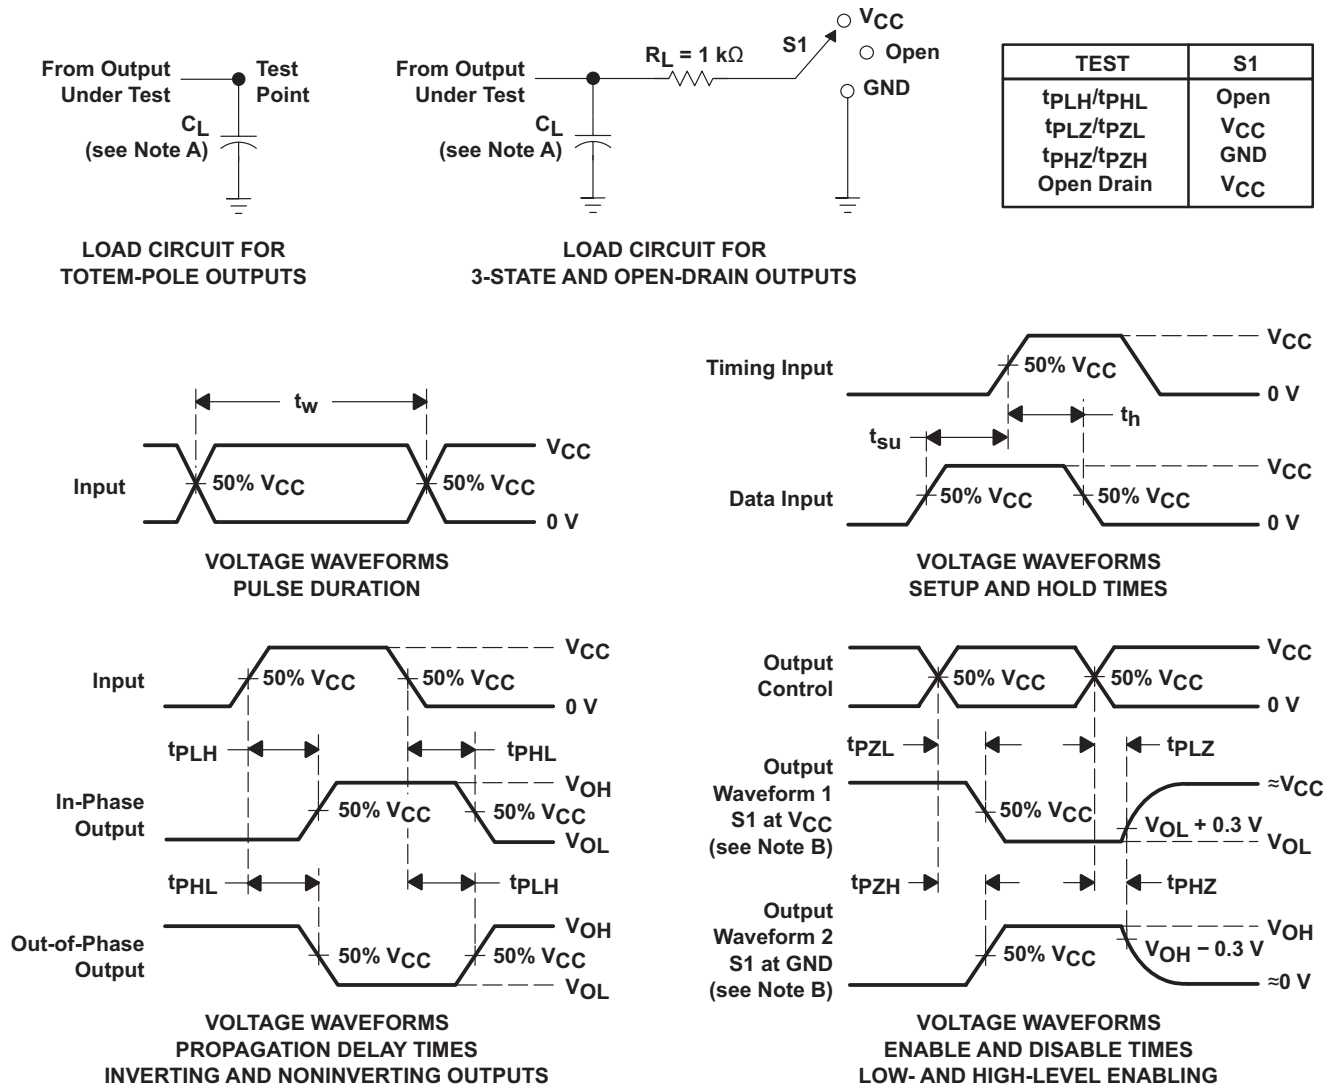 From Output
Under Test
Test
Point
CL
(see Note A)
LOAD CIRCUIT FOR
TOTEM-POLE OUTPUTS
From Output
Under Test
RL = 1 kΩ
S1
VCC
Open
GND
CL
(see Note A)
LOAD CIRCUIT FOR
3-STATE AND OPEN-DRAIN OUTPUTS
TEST S1
tPLH/tPHL Open
tPLZ/tPZL VCC
tPHZ/tPZH GND
Open Drain VCC
tw
VCC
Input
50% VCC
50% VCC
0 V
VOLTAGE WAVEFORMS
PULSE DURATION
VCC
Timing Input
50% VCC
0 V
th
tsu
VCC
Data Input
50% VCC
50% VCC
0 V
VOLTAGE WAVEFORMS
SETUP AND HOLD TIMES
VCC
Input
50% VCC
50% VCC
0 V
tPLH
tPHL
VOH
In-Phase
Output
50% VCC
50% VCC
VOL
tPHL
tPLH
VOH
Out-of-Phase
Output
50% VCC
50% VCC
VOL
VOLTAGE WAVEFORMS
PROPAGATION DELAY TIMES
INVERTING AND NONINVERTING OUTPUTS
VCC
Output
Control
50% VCC
50% VCC
0 V
tPZL
tPLZ
Output
Waveform 1
S1 at VCC
(see Note B)
≈VCC
50% VCC
VOL + 0.3 V
VOL
tPZH
tPHZ
Output
Waveform 2
S1 at GND
(see Note B)
VOH
50% VCC
VOH − 0.3 V
≈0 V
VOLTAGE WAVEFORMS
ENABLE AND DISABLE TIMES
LOW- AND HIGH-LEVEL ENABLING